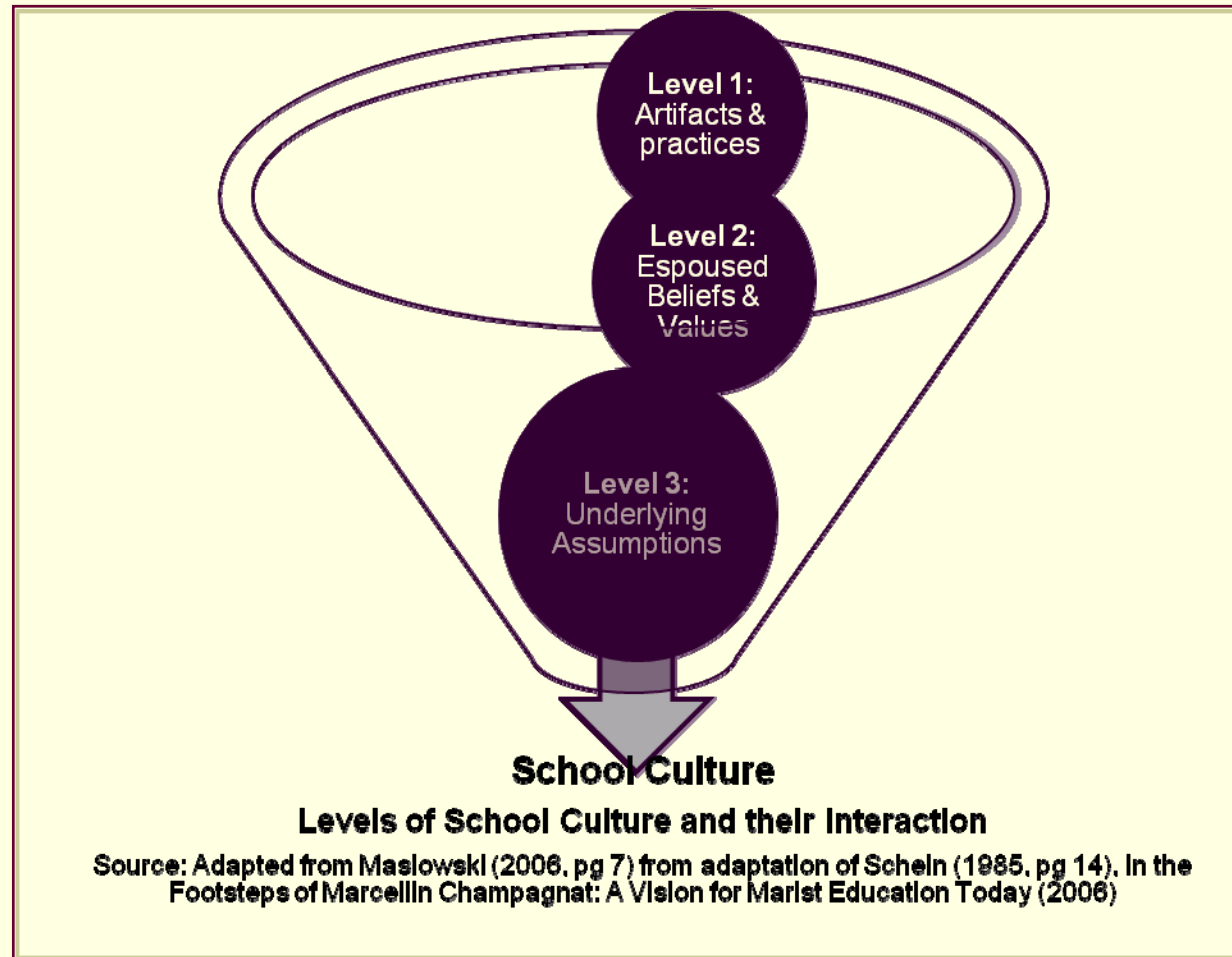 Level 1:
Artifacts &
practices
Level 2:
Espoused
Beliefs &
Values
Level 3:
Underlying
Assumptions
School Culture
Levels of School Culture and their Interaction
Source: Adapted from Maslowski (2006, pg 7) from adaptation of Schein (1985, pg 14). In the
Footsteps of Marcellin Champagnat: A Vision for Marist Education Today (2006)